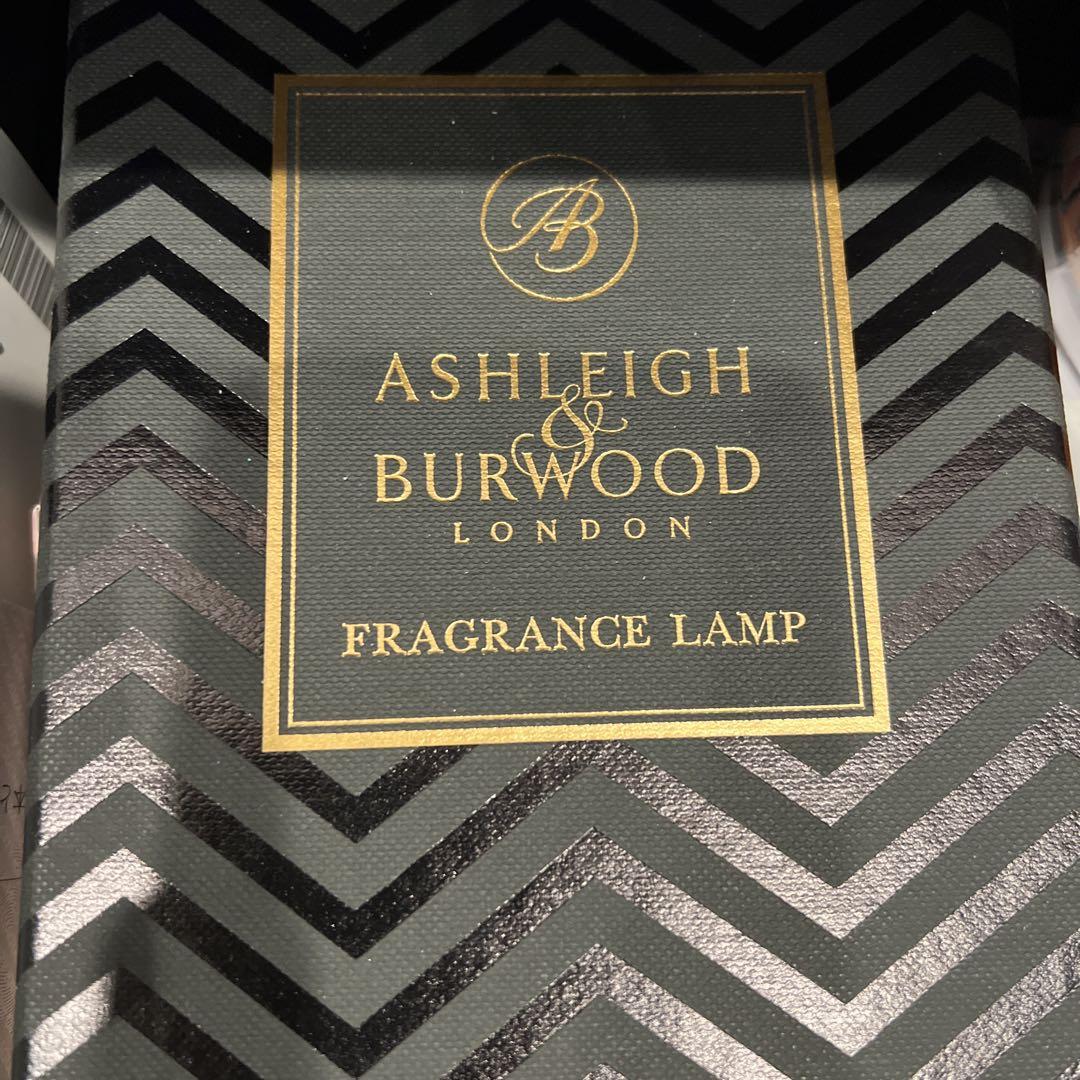 AB
ASHLEIGH
&
BURWOOD
LONDON
FRAGRANCE LAMP